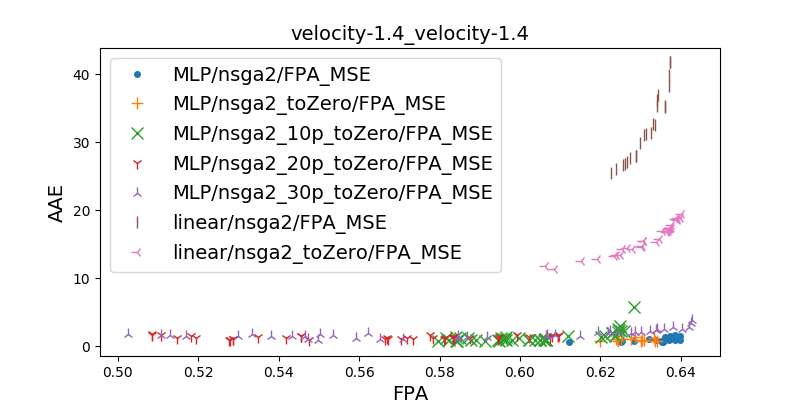 velocity-1.4_velocity-1.4
AAE
40
30
20
10
0
MLP/nsga2/FPA_MSE
MLP/nsga2_toZero/FPA_MSE
MLP/nsga2_10p_toZero/FPA_MSE
MLP/nsga2_20p_toZero/FPA_MSE
MLP/nsga2_30p_toZero/FPA_MSE
linear/nsga2/FPA_MSE
linear/nsga2_toZero/FPA_MSE
0.50 0.52 0.54 0.56 0.58 0.60 0.62 0.64
FPA